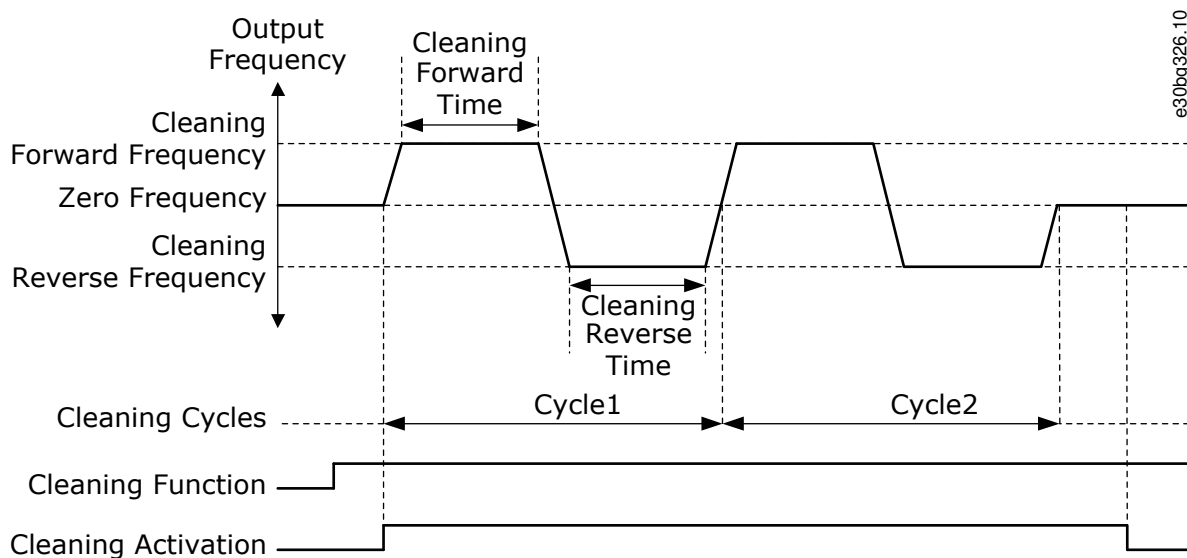 Output
Frequency
Cleaning
Forward
Time
e30bq326.10
Cleaning
Forward Frequency
Zero Frequency
Cleaning
Reverse Frequency
Cleaning
Reverse
Time
Cleaning Cycles
Cycle1
Cycle2
Cleaning Function
Cleaning Activation